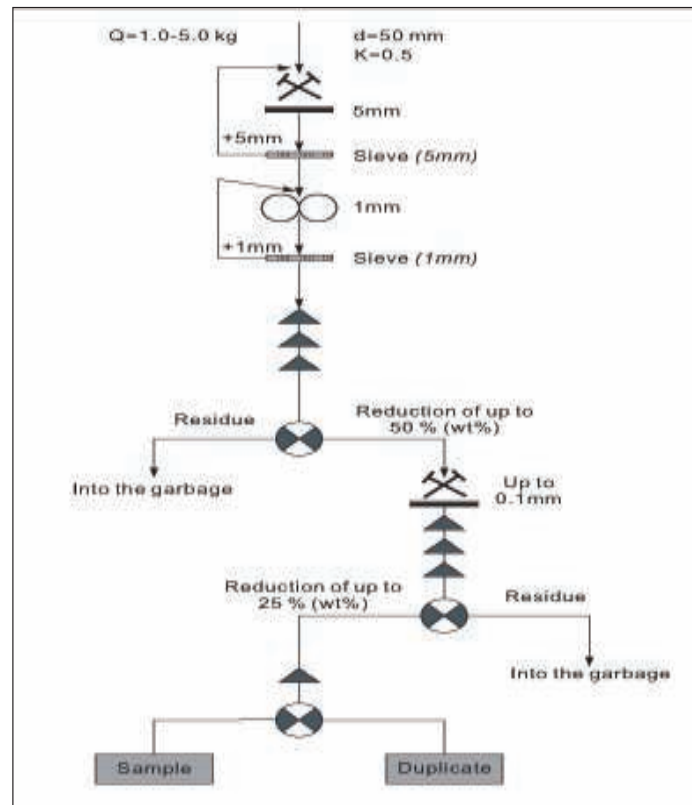 Q=1.0-5.0 kg
d=50 mm
K=0.5
5mm
+5mm
Sieve (5mm)
1mm
+1mm
Sieve (1mm)
Residue
Reduction of up to
50 % (wt%)
Into the garbage
Up to
0.1mm
Reduction of up to
25 % (wt%)
Residue
Into the garbage
Sample
Duplicate